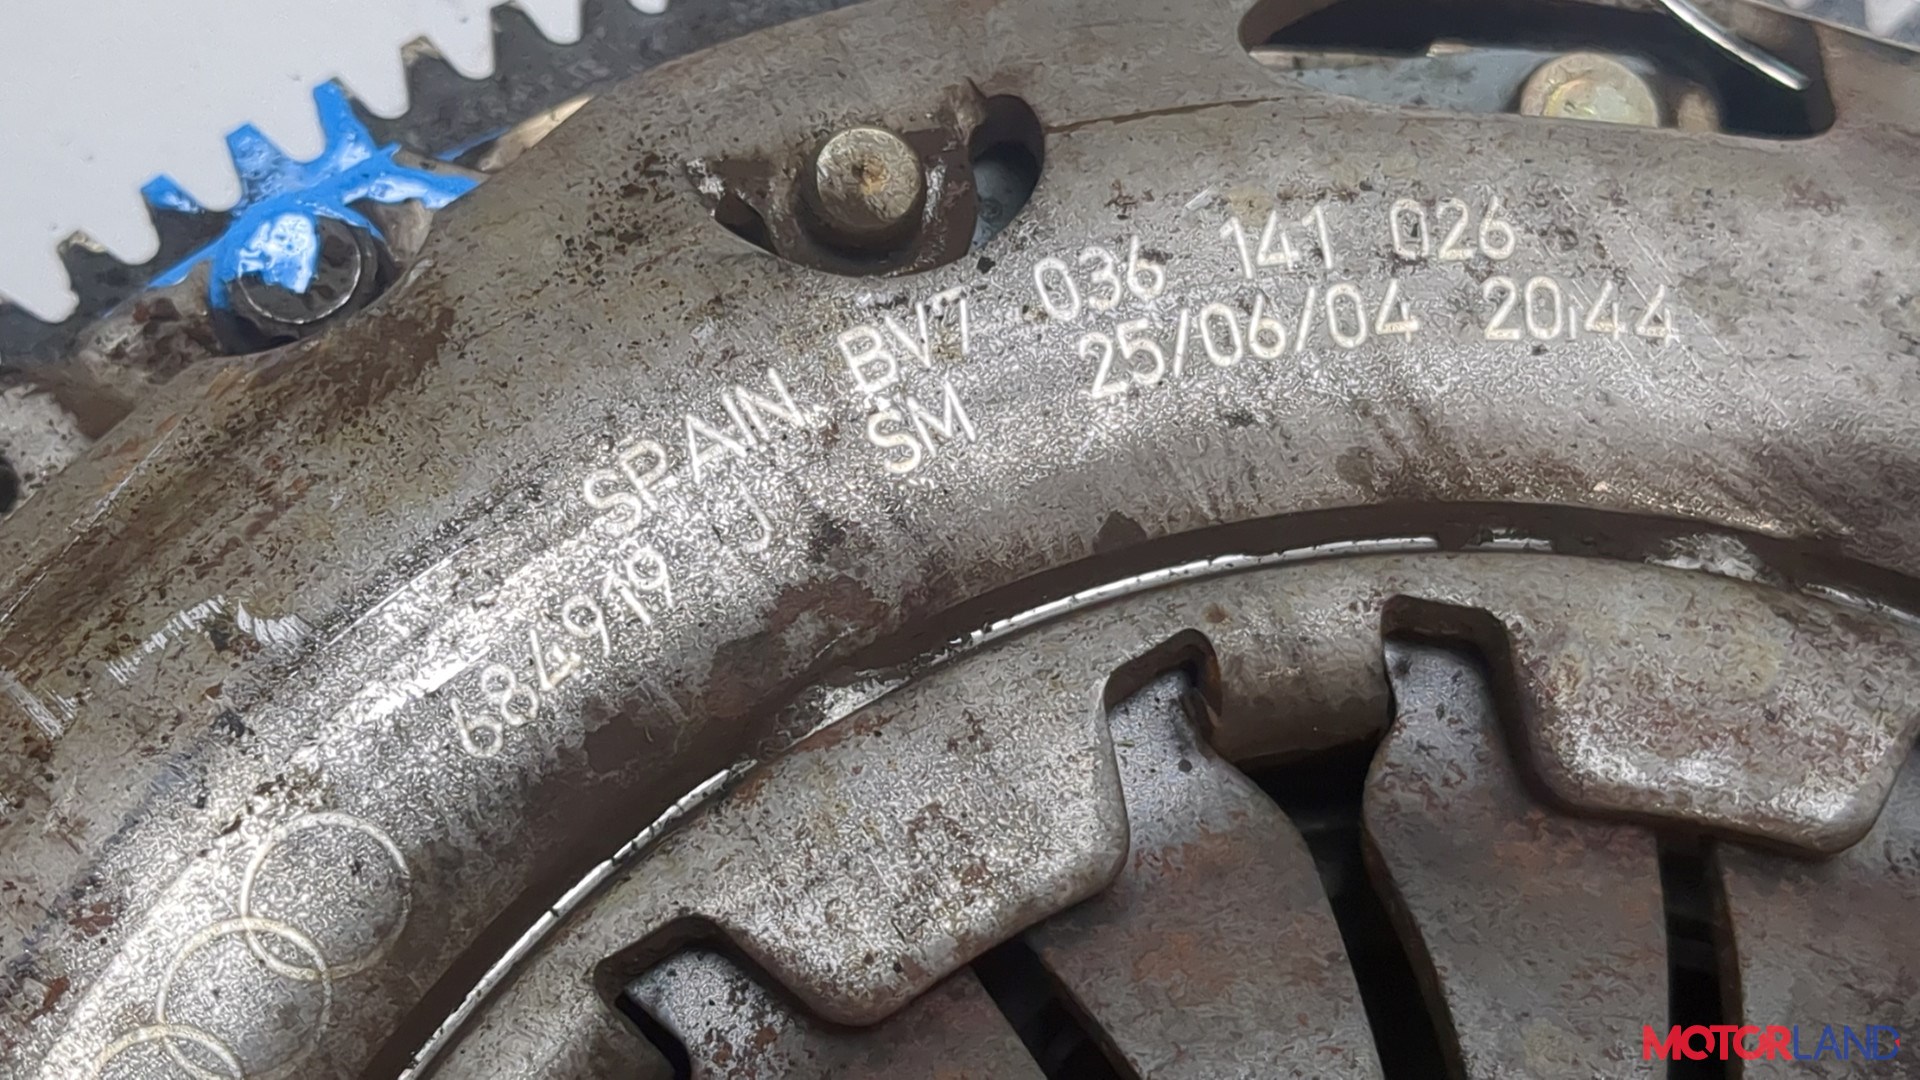 SPAIN BV7 036 141 026
684919 J SM 25/06/04 20:44
MOTORLAND